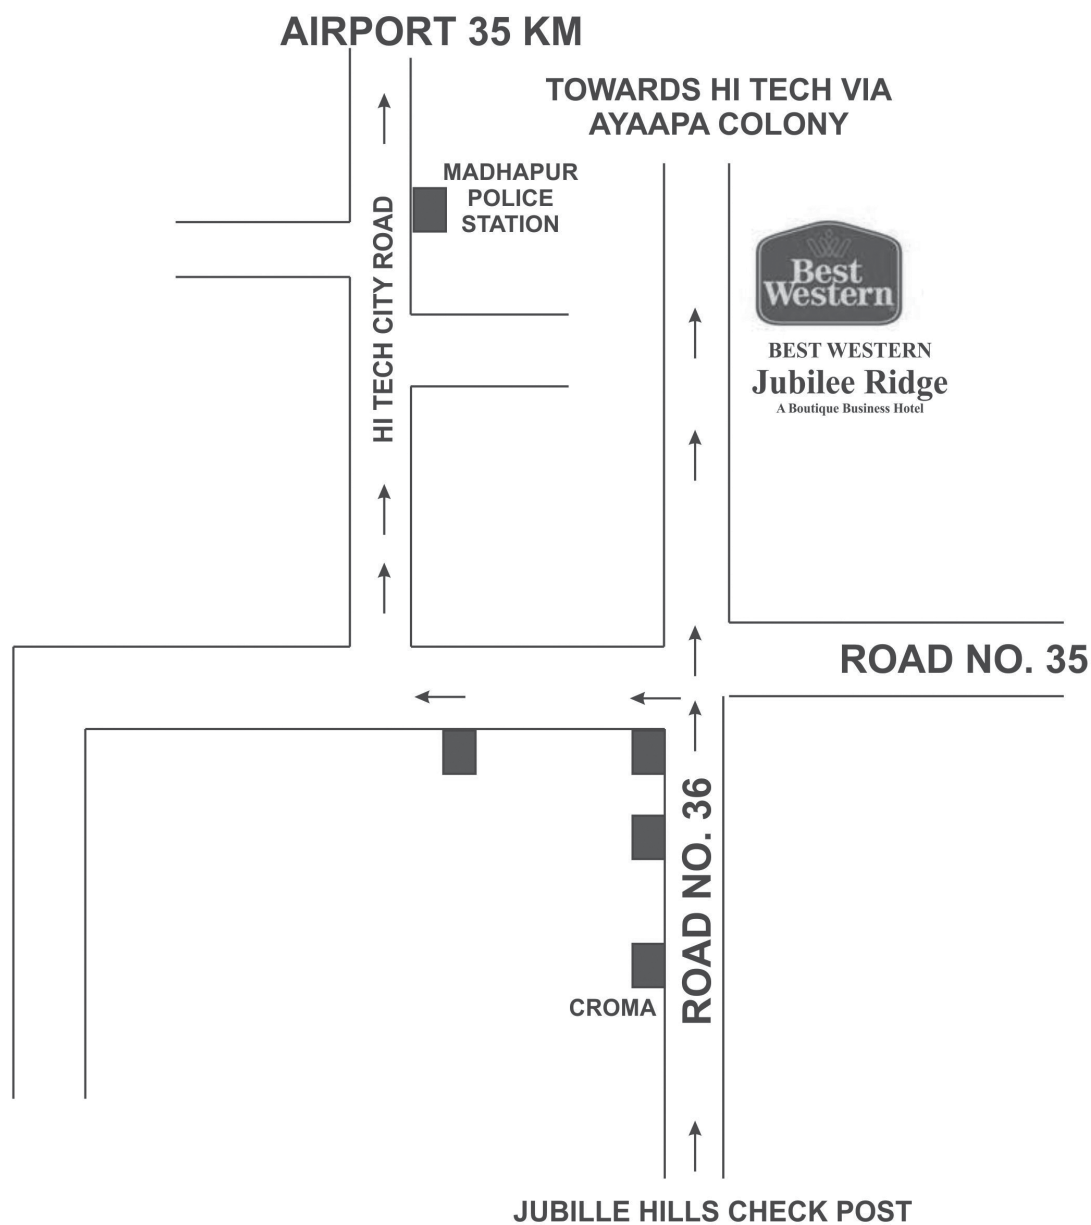 AIRPORT 35 KM
TOWARDS HI TECH VIA
AYAAPA COLONY
MADHAPUR
POLICE
STATION
HI TECH CITY ROAD
Best
Western
BEST WESTERN
Jubilee Ridge
A Boutique Business Hotel
ROAD NO. 35
ROAD NO. 36
CROMA
JUBILLE HILLS CHECK POST